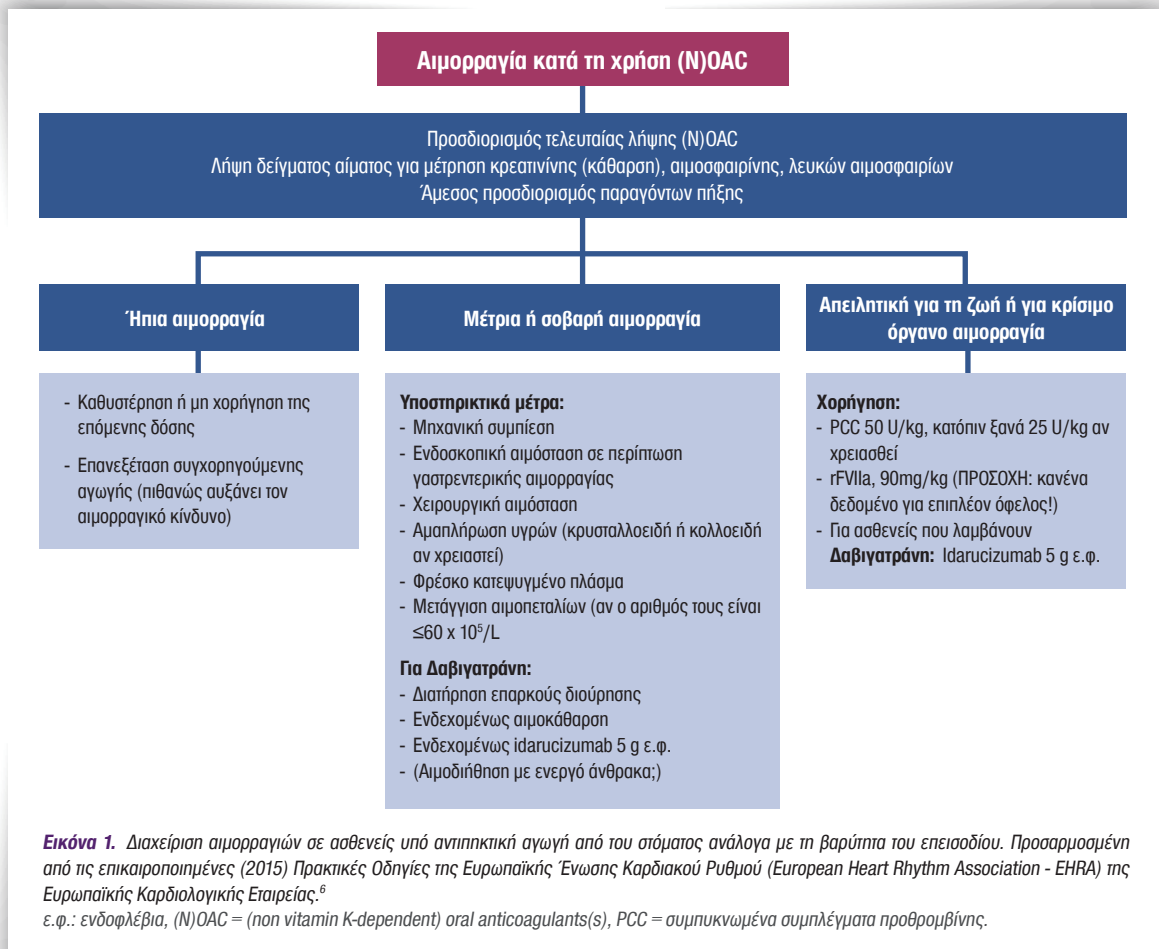 Αιμορραγία κατά τη χρήση (N)OAC
Προσδιορισμός τελευταίας λήψης (N)OAC
Λήψη δείγματος αίματος για μέτρηση κρεατινίνης (κάθαρση), αιμοσφαιρίνης, λευκών αιμοσφαιρίων
Άμεσος προσδιορισμός παραγόντων πήξης
Ήπια αιμορραγία
- Καθυστέρηση ή μη χορήγηση της
επόμενης δόσης
- Επανεξέταση συγχορηγούμενης
αγωγής (πιθανώς αυξάνει τον
αιμορραγικό κίνδυνο)
Μέτρια ή σοβαρή αιμορραγία
Υποστηρικτικά μέτρα:
- Μηχανική συμπίεση
- Ενδοσκοπική αιμόσταση σε περίπτωση
γαστρεντερικής αιμορραγίας
- Χειρουργική αιμόσταση
- Αμαπλήρωση υγρών (κρυσταλλοειδή ή κολλοειδή
αν χρειαστεί)
- Φρέσκο κατεψυγμένο πλάσμα
- Μετάγγιση αιμοπεταλίων (αν ο αριθμός τους είναι
≤60 x 10⁵/L
Για Δαβιγατράνη:
- Διατήρηση επαρκούς διούρησης
- Ενδεχομένως αιμοκάθαρση
- Ενδεχομένως idarucizumab 5 g ε.φ.
- (Αιμοδιήθηση με ενεργό άνθρακα;)
Απειλητική για τη ζωή ή για κρίσιμο
όργανο αιμορραγία
Χορήγηση:
- PCC 50 U/kg, κατόπιν ξανά 25 U/kg αν
χρειασθεί
- rFVIIa, 90mg/kg (ΠΡΟΣΟΧΗ: κανένα
δεδομένο για επιπλέον όφελος!)
- Για ασθενείς που λαμβάνουν
Δαβιγατράνη: Idarucizumab 5 g ε.φ.
Εικόνα 1. Διαχείριση αιμορραγιών σε ασθενείς υπό αντιπηκτική αγωγή από του στόματος ανάλογα με τη βαρύτητα του επεισοδίου. Προσαρμοσμένη
από τις επικαιροποιημένες (2015) Πρακτικές Οδηγίες της Ευρωπαϊκής Ένωσης Καρδιακού Ρυθμού (European Heart Rhythm Association - EHRA) της
Ευρωπαϊκής Καρδιολογικής Εταιρείας.⁶
ε.φ.: ενδοφλέβια, (N)OAC = (non vitamin K-dependent) oral anticoagulants(s), PCC = συμπυκνωμένα συμπλέγματα προθρομβίνης.